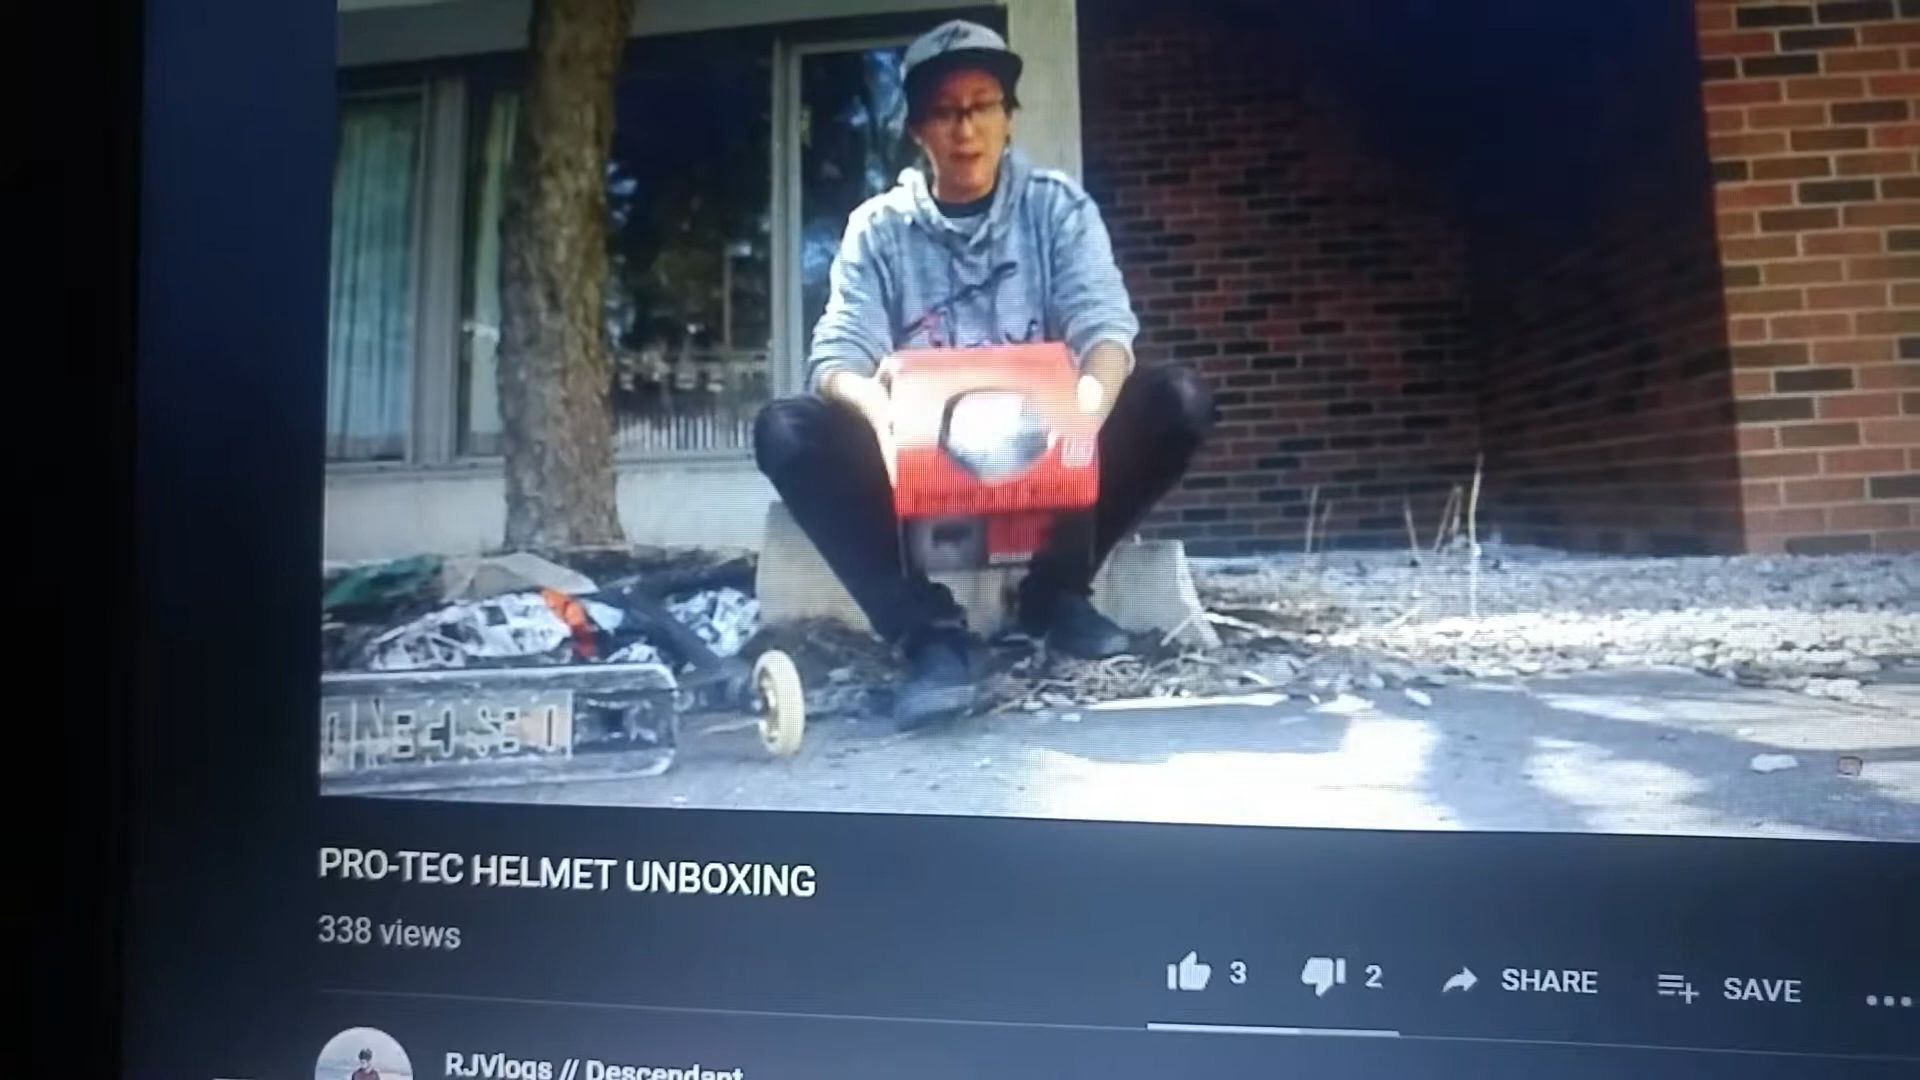 PRO-TEC HELMET UNBOXING
338 views
3
2
SHARE
SAVE
RJVlogs // Descendant